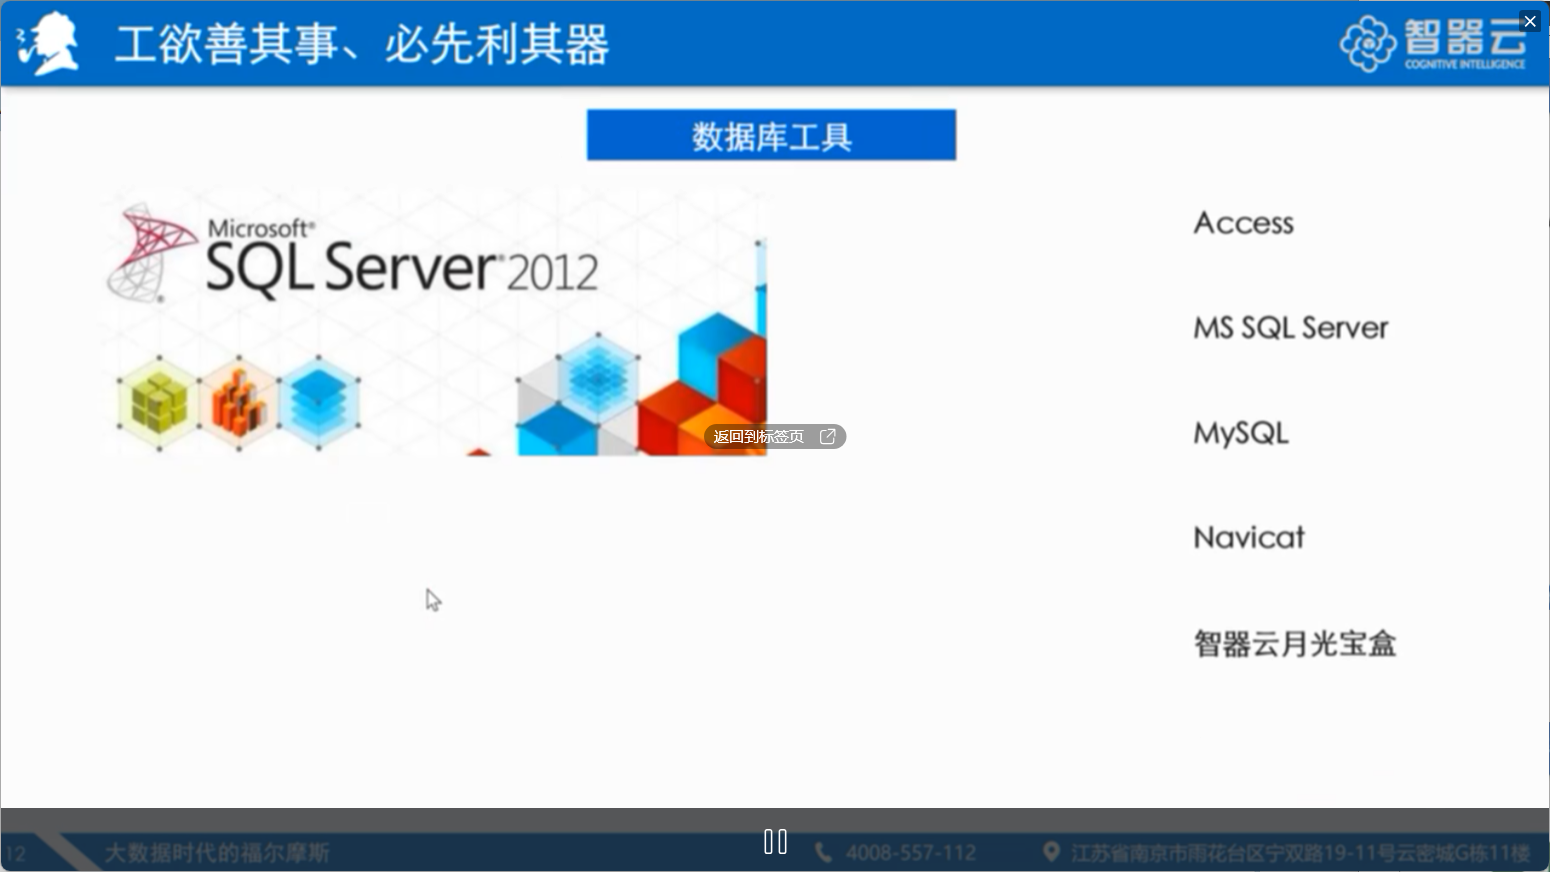 工欲善其事、必先利其器
智器云
COGNITIVE INTELLIGENCE
数据库工具
Microsoft®
SQL Server® 2012
Access
MS SQL Server
MySQL
返回到标签页
Navicat
智器云月光宝盒
12
大数据时代的福尔摩斯
4008-557-112
江苏省南京市雨花台区宁双路19-11号云密城G栋11楼